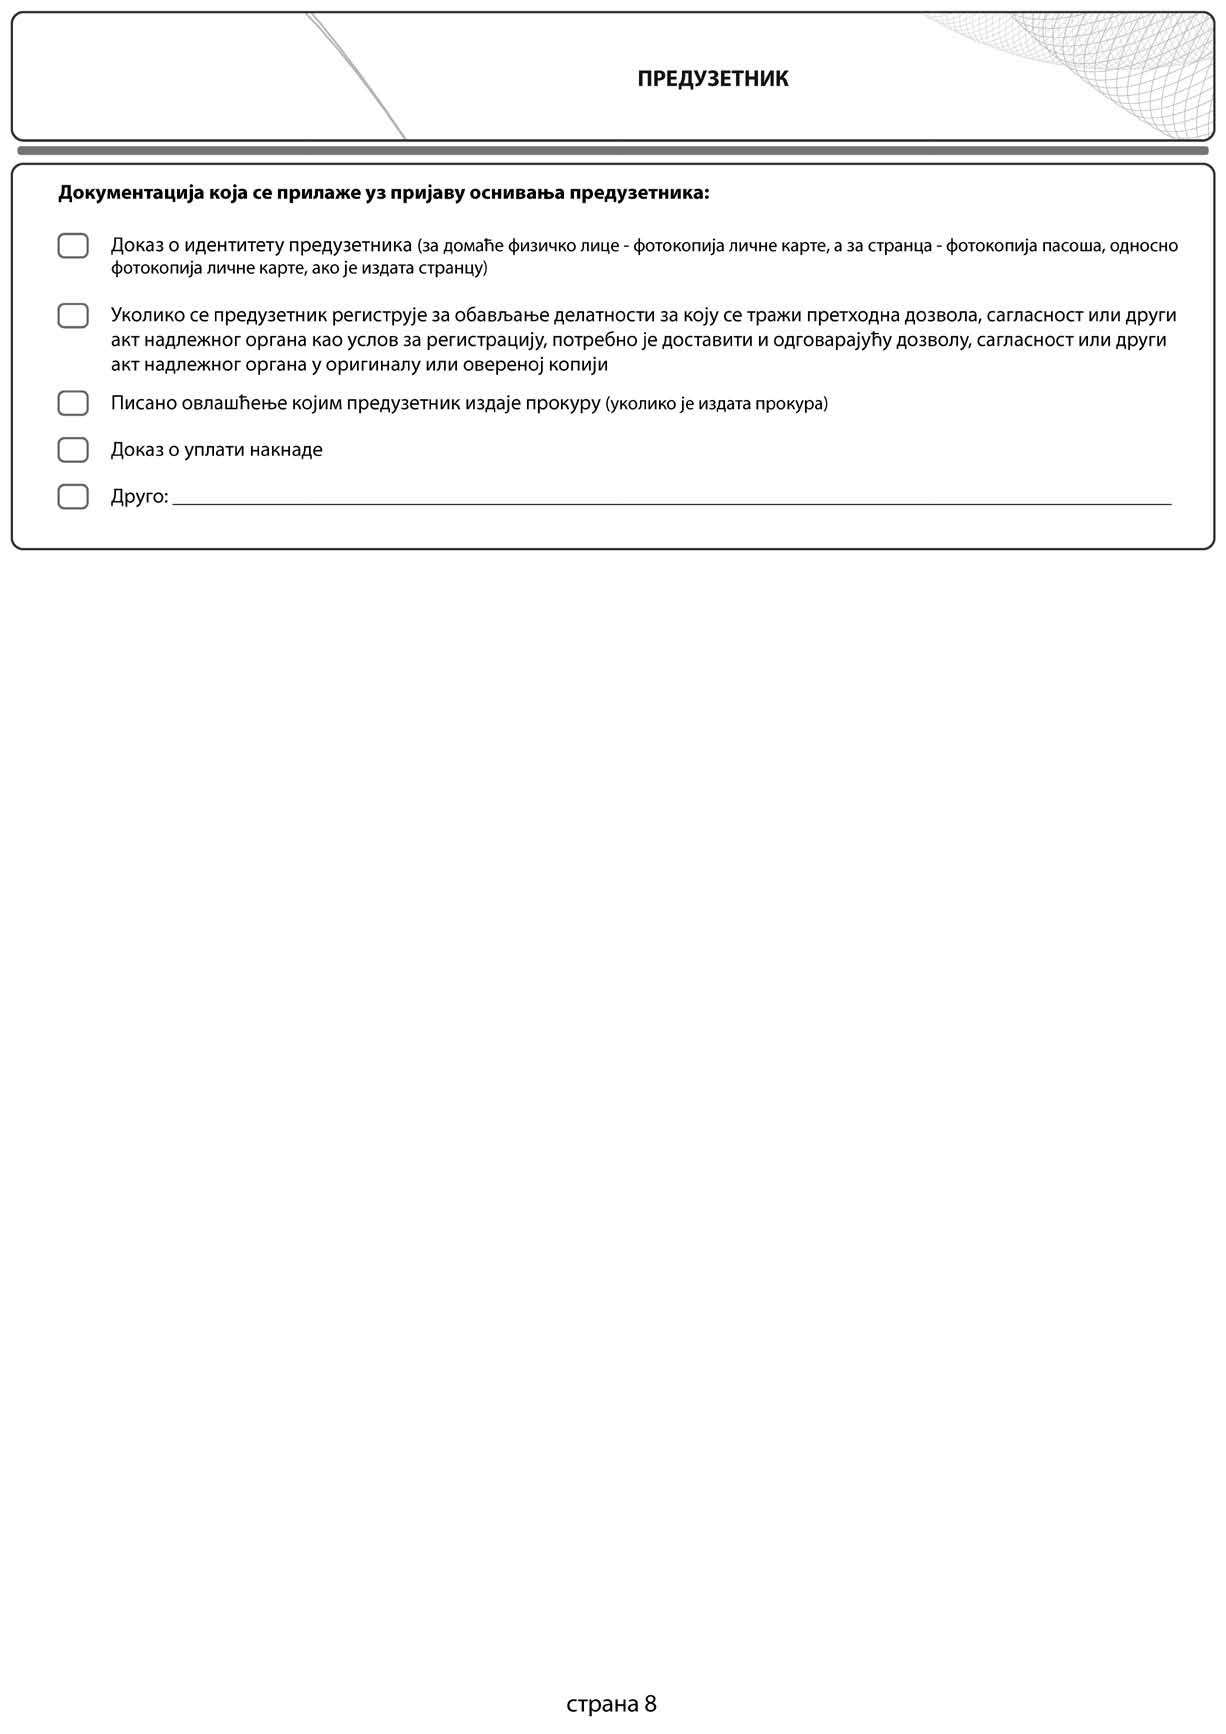 ПРЕДУЗЕТНИК
Документација која се прилаже уз пријаву оснивања предузетника:
Доказ о идентитету предузетника (за домаће физичко лице - фотокопија личне карте, а за странца - фотокопија пасоша, односно
фотокопија личне карте, ако је издата странцу)
Уколико се предузетник региструје за обављање делатности за коју се тражи претходна дозвола, сагласност или други
акт надлежног органа као услов за регистрацију, потребно је доставити и одговарајућу дозволу, сагласност или други
акт надлежног органа у оригиналу или овереној копији
Писано овлашћење којим предузетник издаје прокуру (уколико је издата прокура)
Доказ о уплати накнаде
Друго:
страна 8